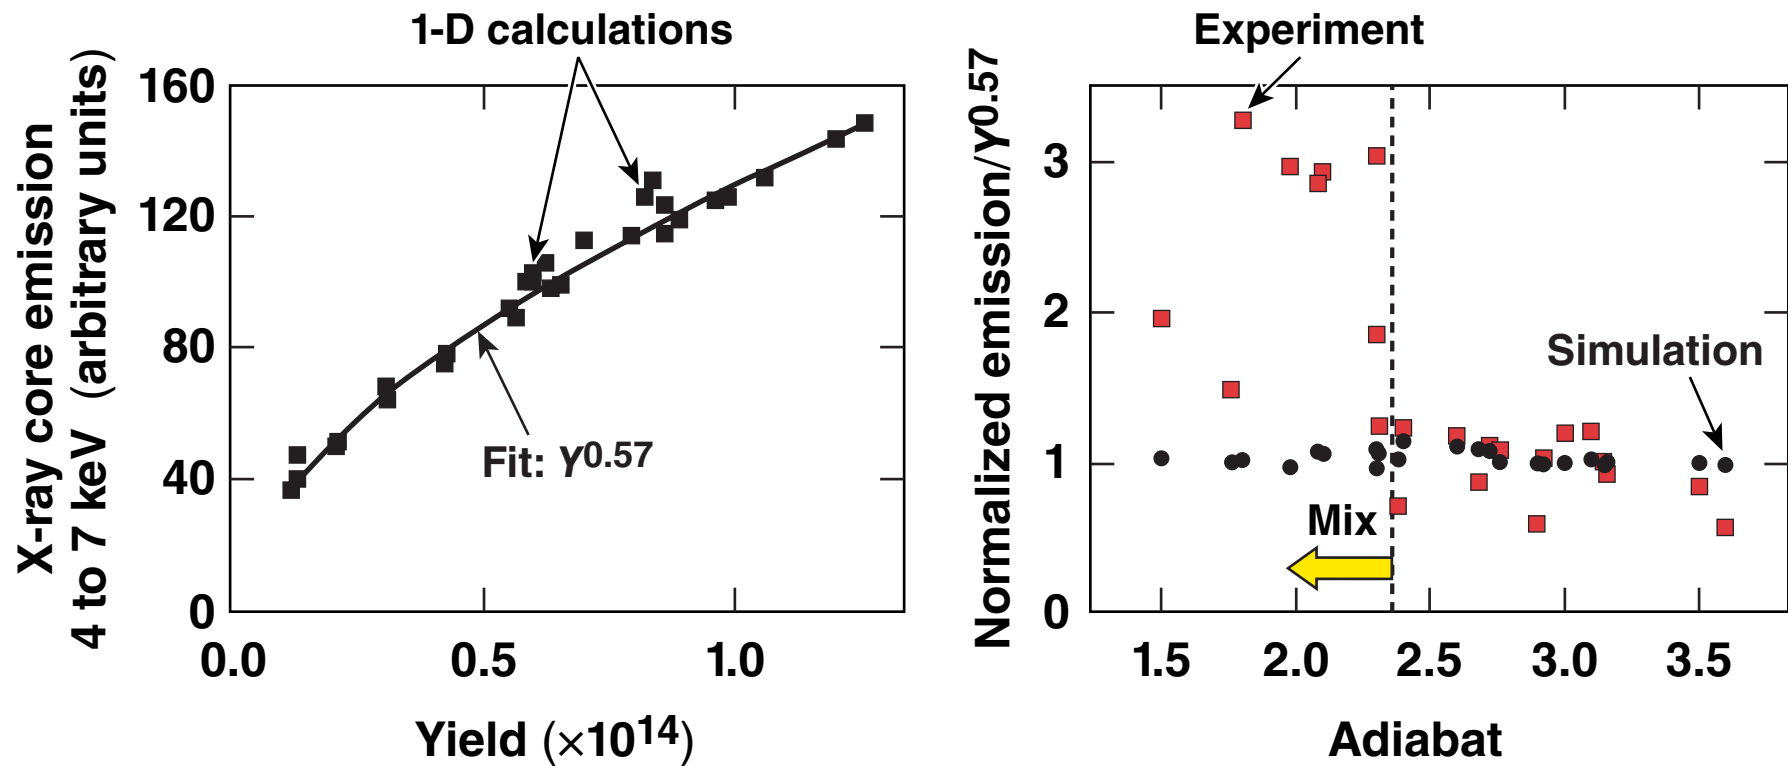 1-D calculations
X-ray core emission
4 to 7 keV (arbitrary units)
160
120
80
40
0
Fit: Y0.57
0.0 0.5 1.0
Yield (×1014)
Experiment
Normalized emission/Y0.57
3
2
1
0
Simulation
Mix
1.5 2.0 2.5 3.0 3.5
Adiabat